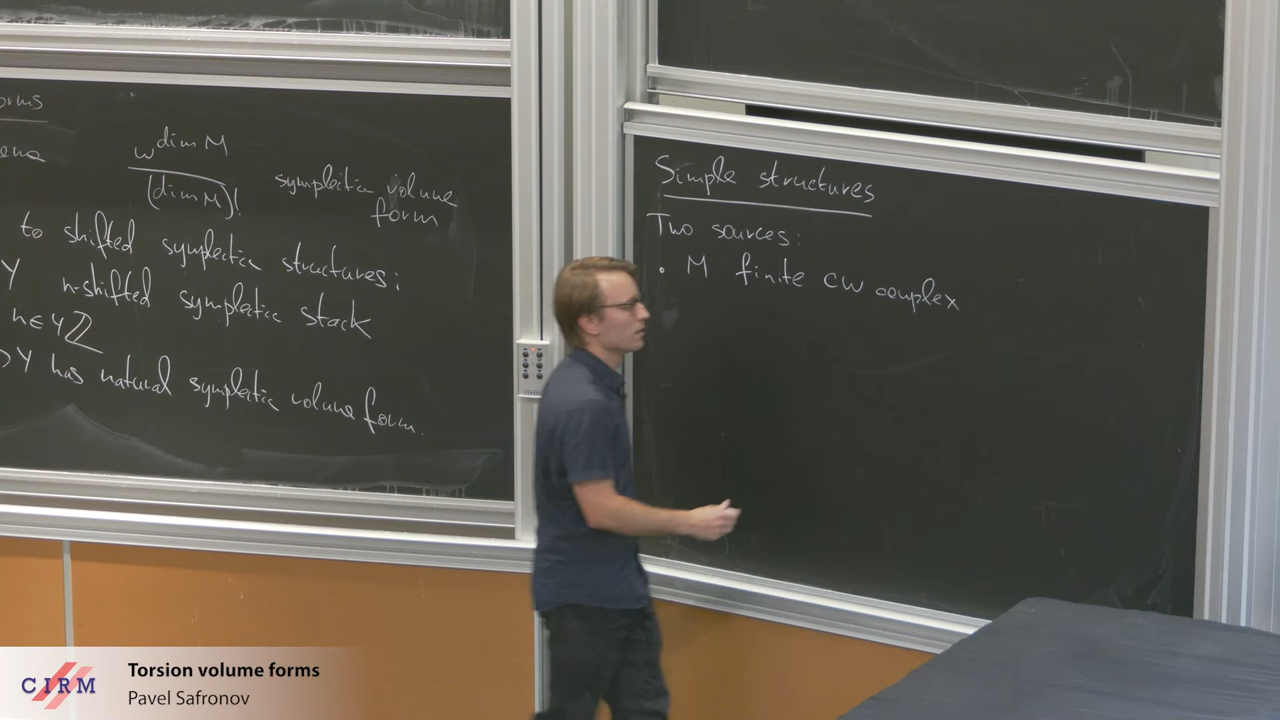 w^dim M
(dim M)!
symplectic volume
form
to shifted symplectic structures:
Y n-shifted symplectic stack
n∈4ℤ
Y has natural symplectic volume form.
Simple structures
Two sources:
• M finite CW complex
CIRM
Torsion volume forms
Pavel Safronov